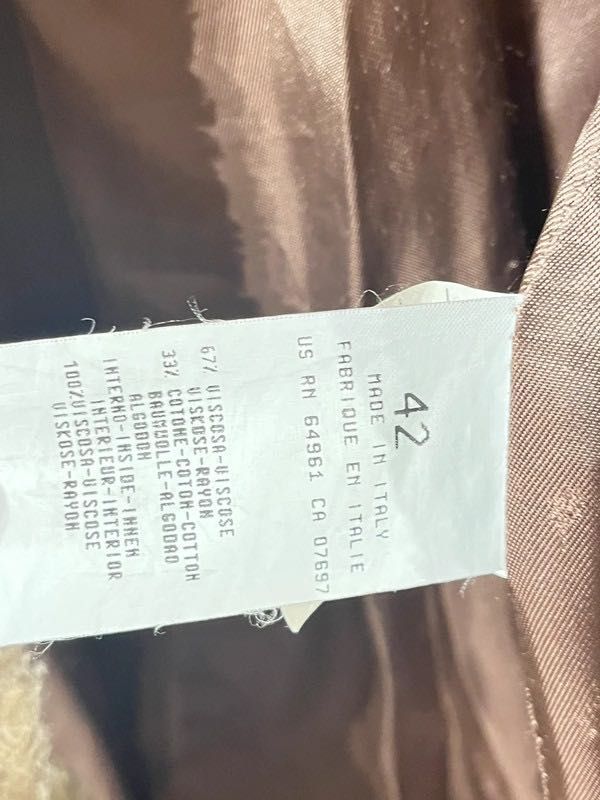 42
MADE IN ITALY
FABRIQUE EN ITALIE
US RN 64961 CA 07697
67% VISCOSA-VISCOSE
VISKOSE-RAYON
33% COTONE-COTON-COTTON
ALGODON
BAUMWOLLE-ALGODAO
INTERNO-INSIDE-INNEN
INTERIEUR-INTERIOR
100%VISCOSA-VISCOSE
VISKOSE-RAYON